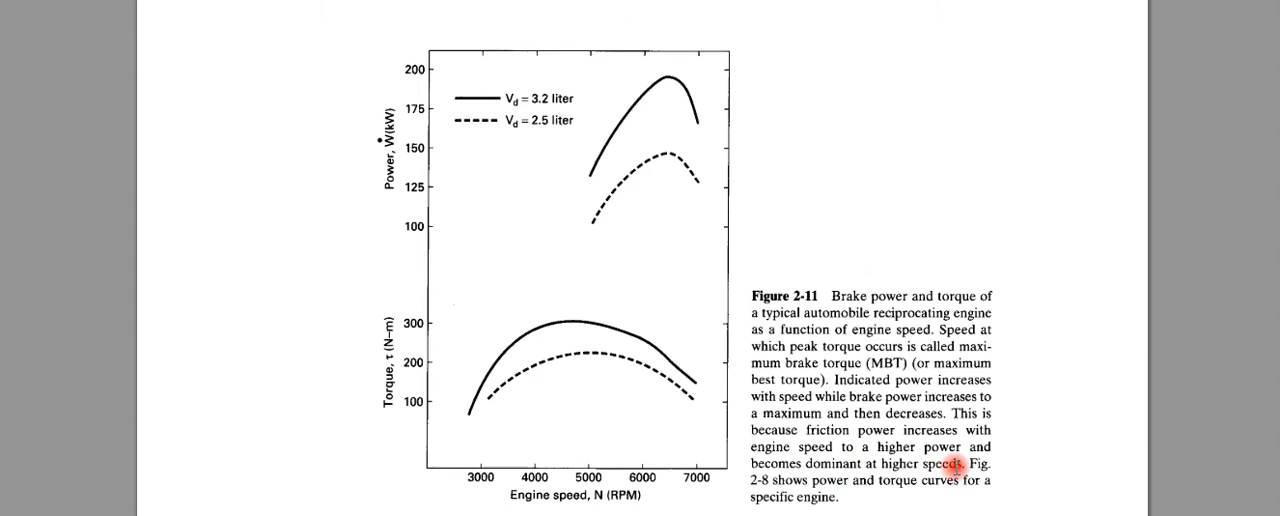 200
175
150
125
100
Power, Ẇ(kW)
V_d = 3.2 liter
V_d = 2.5 liter
300
200
100
Torque, τ (N–m)
3000 4000 5000 6000 7000
Engine speed, N (RPM)
Figure 2-11 Brake power and torque of
a typical automobile reciprocating engine
as a function of engine speed. Speed at
which peak torque occurs is called maxi-
mum brake torque (MBT) (or maximum
best torque). Indicated power increases
with speed while brake power increases to
a maximum and then decreases. This is
because friction power increases with
engine speed to a higher power and
becomes dominant at higher speeds. Fig.
2-8 shows power and torque curves for a
specific engine.